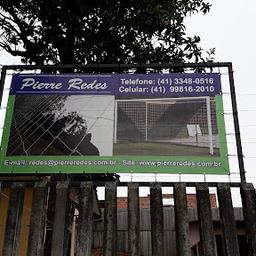 Pierre Redes
Telefone: (41) 3348-0516
Celular: (41) 99816-2010
E-mail: redes@pierreredes.com.br - Site: www.pierreredes.com.br